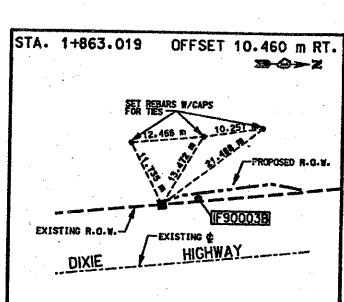 STA. 1+863.019 OFFSET 10.460 m RT.
N
SET REBARS W/CAPS
FOR TIES
12.466 m
10.251 m
11.735 m
13.472 m
21.488 m
PROPOSED R.O.W.
IF90003B
EXISTING R.O.W.
EXISTING ℄
DIXIE HIGHWAY